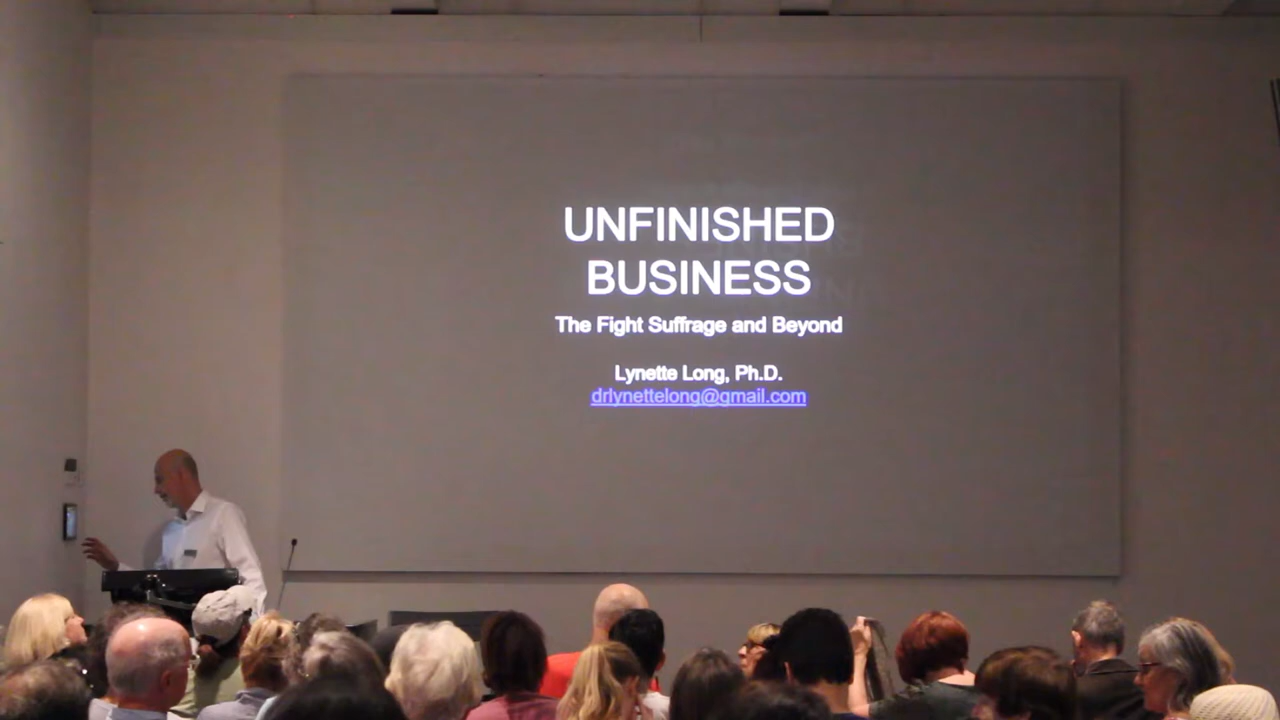 UNFINISHED
BUSINESS
The Fight Suffrage and Beyond
Lynette Long, Ph.D.
drlynettelong@gmail.com